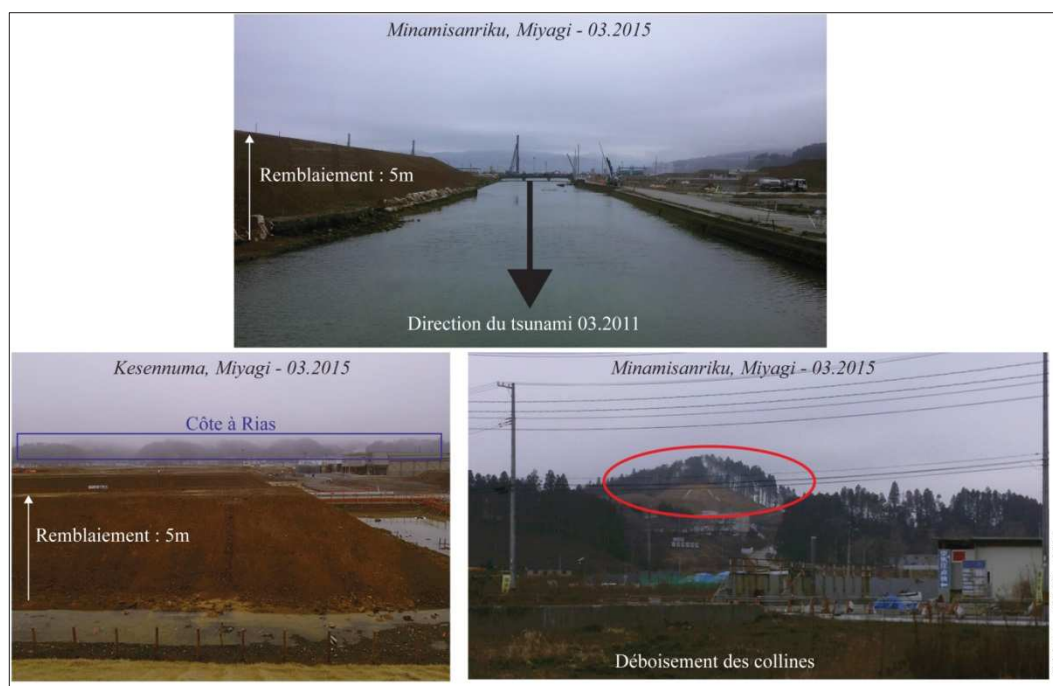 Minamisanriku, Miyagi - 03.2015
Remblaiement : 5m
Direction du tsunami 03.2011
Kesennuma, Miyagi - 03.2015
Côte à Rias
Remblaiement : 5m
Minamisanriku, Miyagi - 03.2015
Déboisement des collines